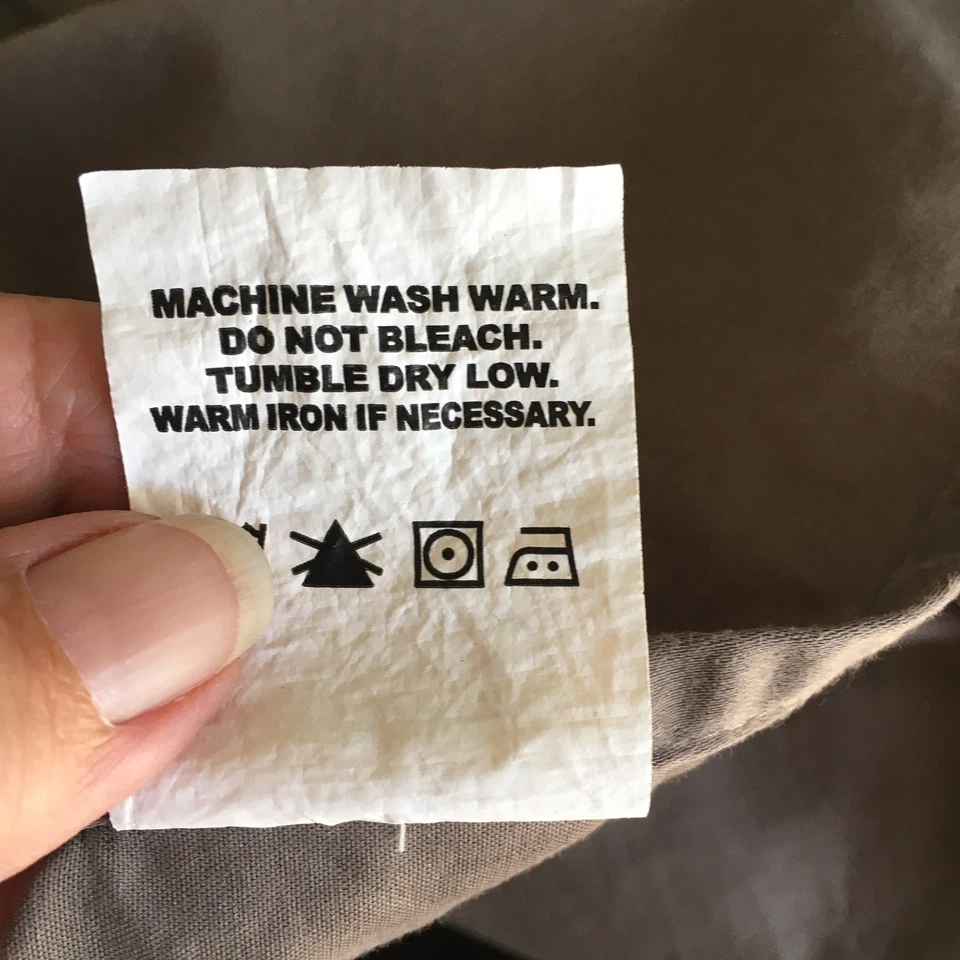 MACHINE WASH WARM.
DO NOT BLEACH.
TUMBLE DRY LOW.
WARM IRON IF NECESSARY.